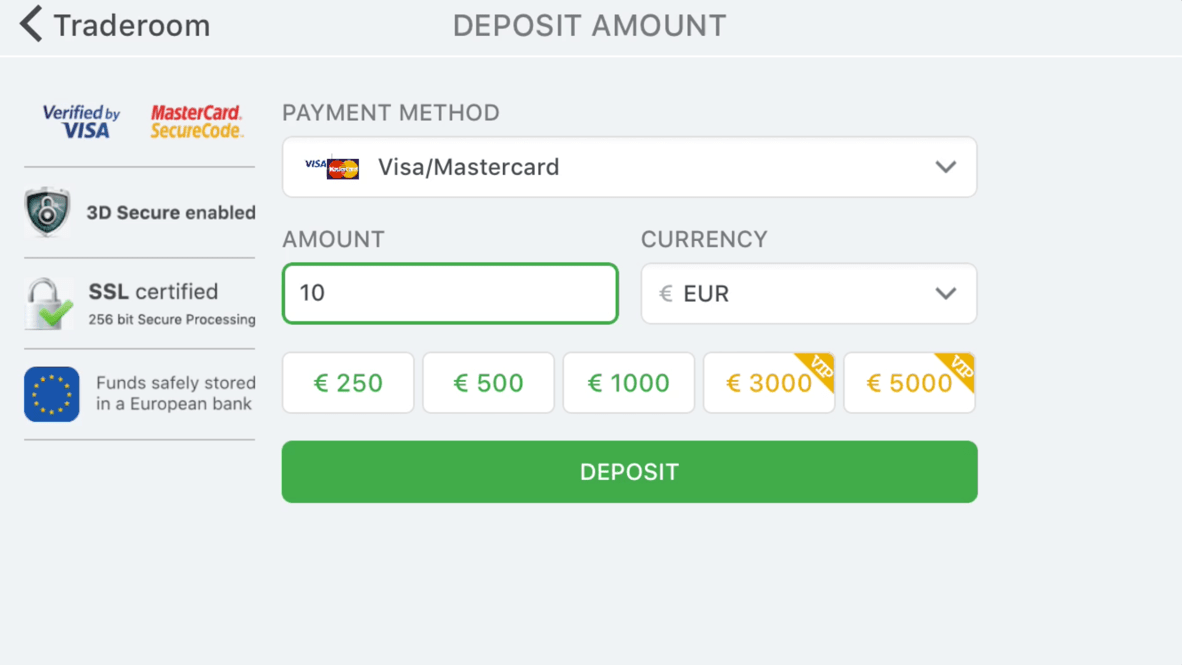 Traderoom
DEPOSIT AMOUNT
Verified by
VISA
MasterCard.
SecureCode.
3D Secure enabled
SSL certified
256 bit Secure Processing
Funds safely stored
in a European bank
PAYMENT METHOD
VISA MasterCard Visa/Mastercard
AMOUNT
CURRENCY
10
€ EUR
€ 250
€ 500
€ 1000
€ 3000 VIP
€ 5000 VIP
DEPOSIT